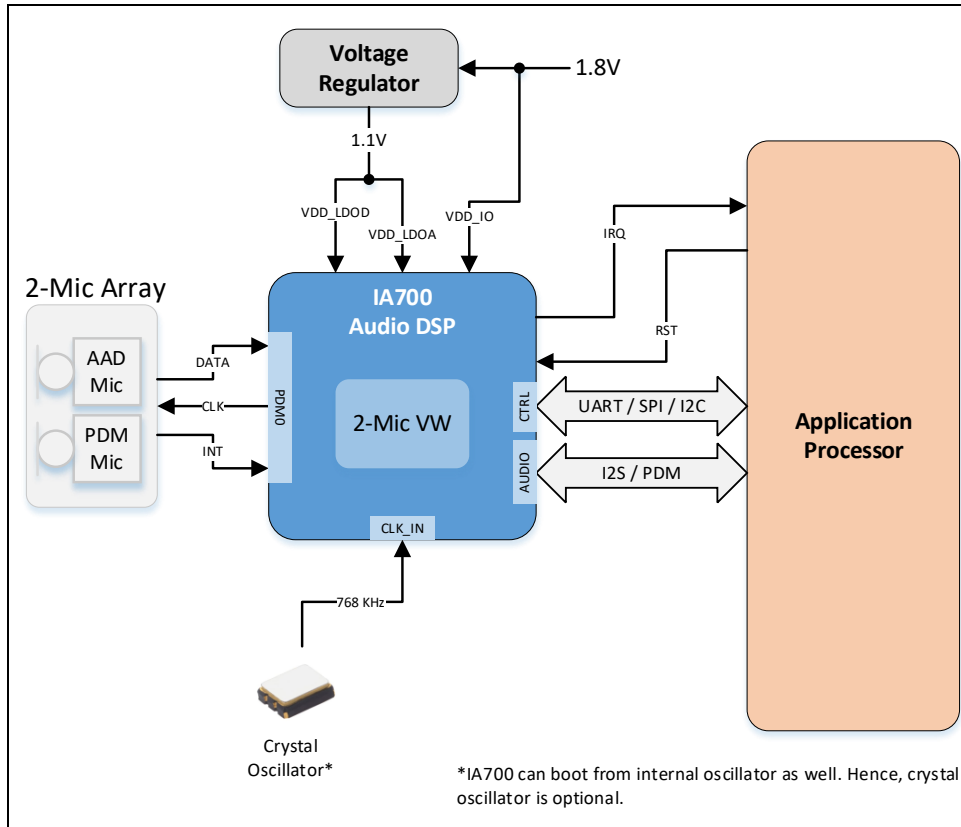 Voltage
Regulator
1.8V
1.1V
VDD_LDOD
VDD_LDOA
VDD_IO
IRQ
RST
2-Mic Array
AAD
Mic
PDM
Mic
DATA
CLK
INT
PDM0
IA700
Audio DSP
2-Mic VW
CTRL
AUDIO
UART / SPI / I2C
I2S / PDM
Application
Processor
CLK_IN
768 KHz
Crystal
Oscillator*
*IA700 can boot from internal oscillator as well. Hence, crystal
oscillator is optional.